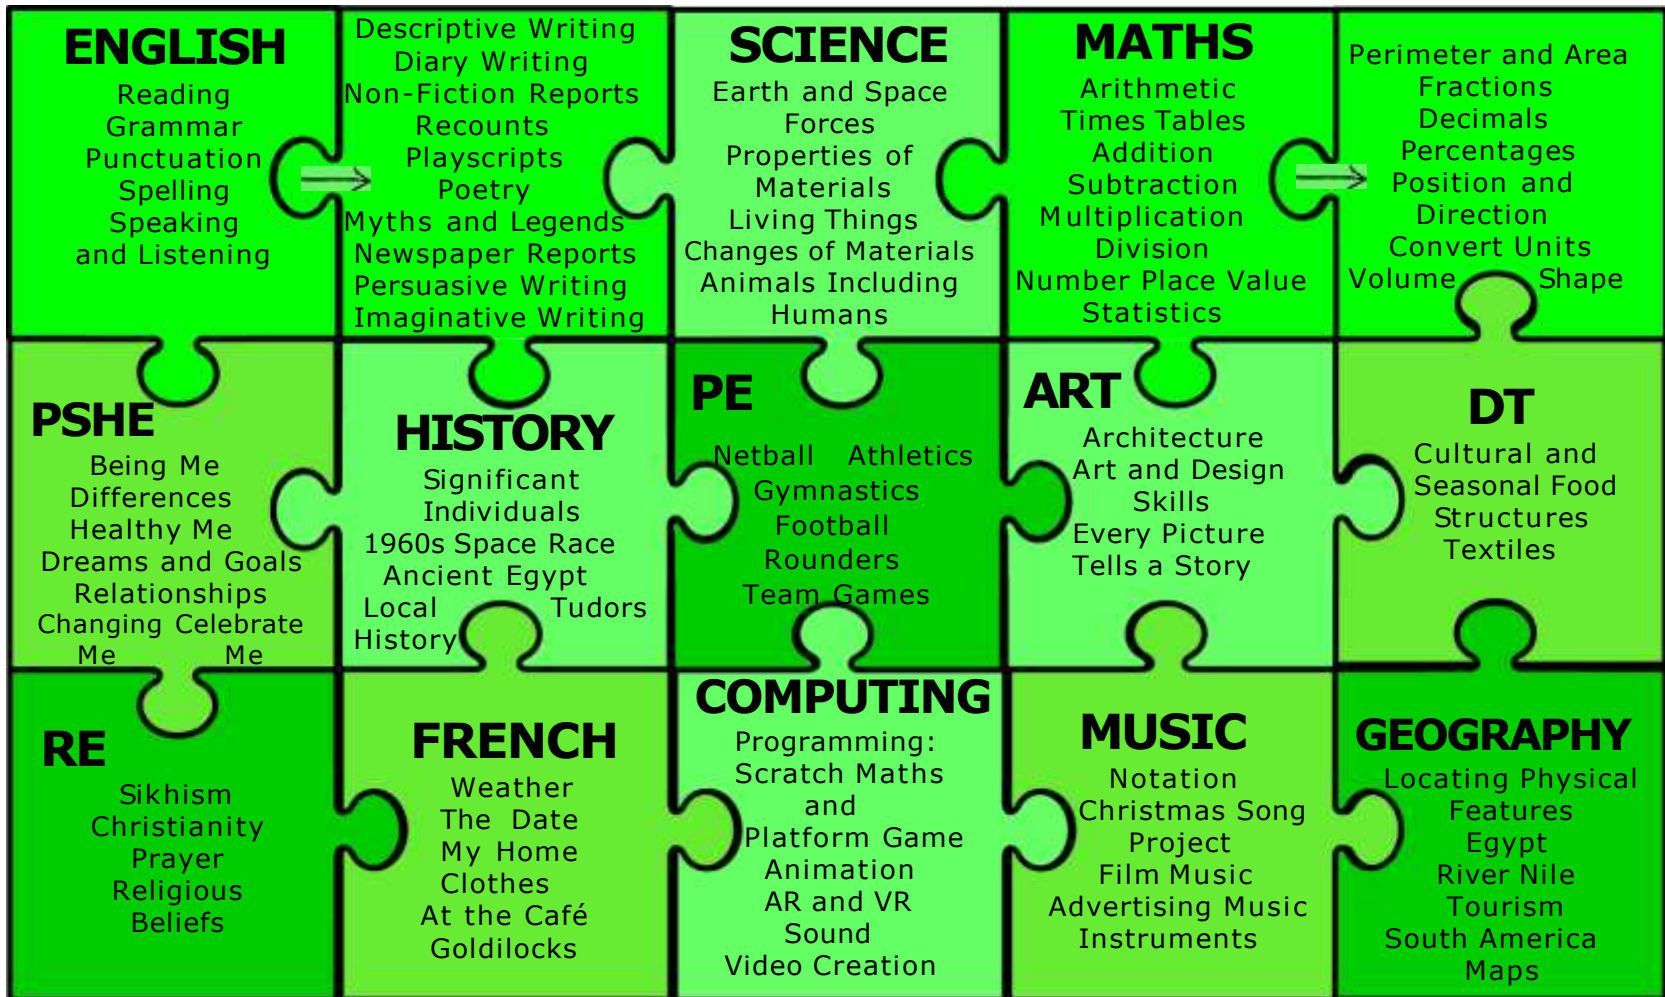 ENGLISH
Reading
Grammar
Punctuation
Spelling
Speaking
and Listening
Descriptive Writing
Diary Writing
Non-Fiction Reports
Recounts
Playscripts
Poetry
Myths and Legends
Newspaper Reports
Persuasive Writing
Imaginative Writing
SCIENCE
Earth and Space
Forces
Properties of
Materials
Living Things
Changes of Materials
Animals Including
Humans
MATHS
Arithmetic
Times Tables
Addition
Subtraction
Multiplication
Division
Number Place Value
Statistics
Perimeter and Area
Fractions
Decimals
Percentages
Position and
Direction
Convert Units
Volume Shape
PSHE
Being Me
Differences
Healthy Me
Dreams and Goals
Relationships
Changing Celebrate
Me Me
HISTORY
Significant
Individuals
1960s Space Race
Ancient Egypt
Local Tudors
History
PE
Netball Athletics
Gymnastics
Football
Rounders
Team Games
ART
Architecture
Art and Design
Skills
Every Picture
Tells a Story
DT
Cultural and
Seasonal Food
Structures
Textiles
RE
Sikhism
Christianity
Prayer
Religious
Beliefs
FRENCH
Weather
The Date
My Home
Clothes
At the Café
Goldilocks
COMPUTING
Programming:
Scratch Maths
and
Platform Game
Animation
AR and VR
Sound
Video Creation
MUSIC
Notation
Christmas Song
Project
Film Music
Advertising Music
Instruments
GEOGRAPHY
Locating Physical
Features
Egypt
River Nile
Tourism
South America
Maps